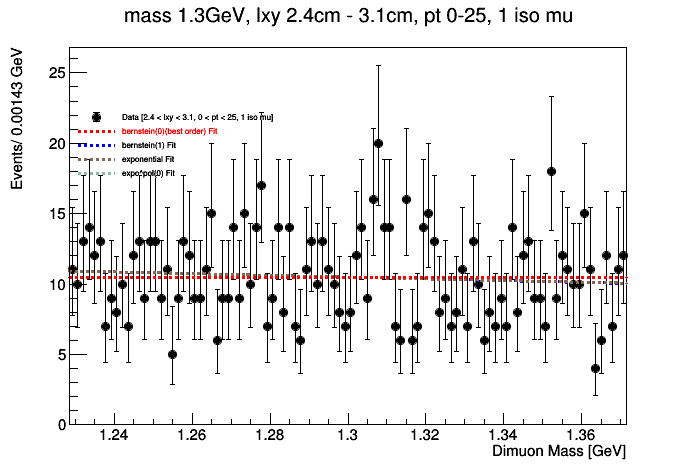 mass 1.3GeV, lxy 2.4cm - 3.1cm, pt 0-25, 1 iso mu
Events/ 0.00143 GeV
25
20
15
10
5
0
Data [2.4 < lxy < 3.1, 0 < pt < 25, 1 iso mu]
bernstein(0)(best order) Fit
bernstein(1) Fit
exponential Fit
expo*pol(0) Fit
1.24 1.26 1.28 1.3 1.32 1.34 1.36
Dimuon Mass [GeV]